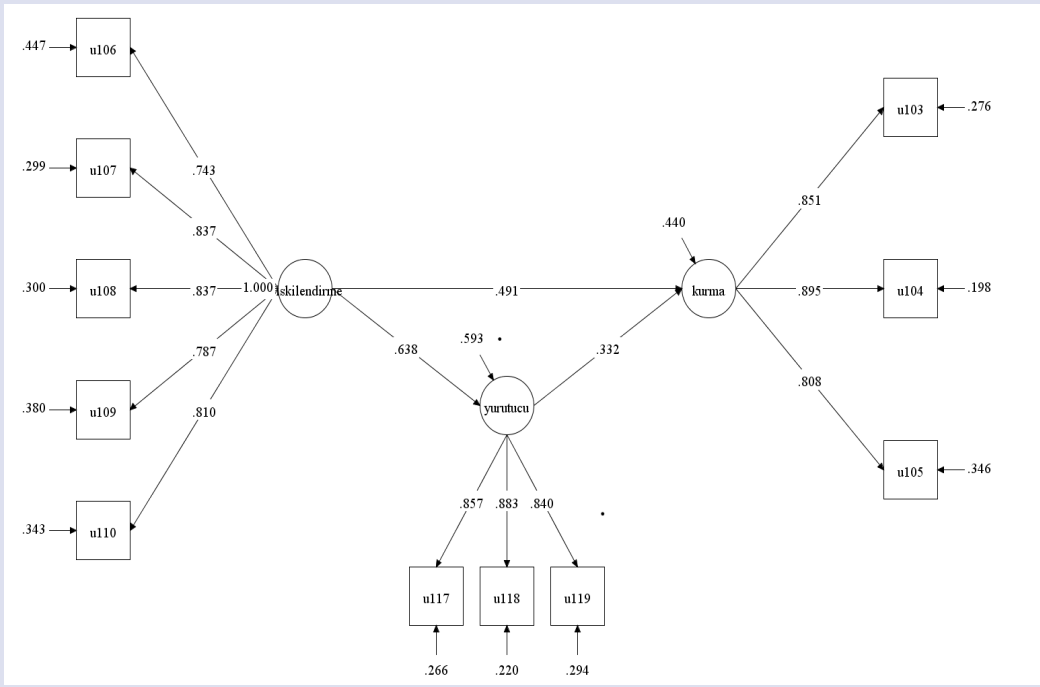 .447
u106
.743
.299
u107
.837
.300
u108
.837
1.000
iskilendirme
.787
.380
u109
.810
.343
u110
.491
.638
.593
yurutucu
.332
.440
kurma
.851
u103
.276
.895
u104
.198
.808
u105
.346
.857
.883
.840
u117
u118
u119
.266
.220
.294